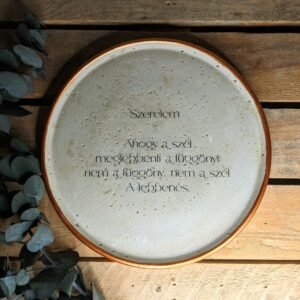 Szerelem
Ahogy a szél
meglebbenti a függönyt
nem a függöny, nem a szél
A lebbenés.